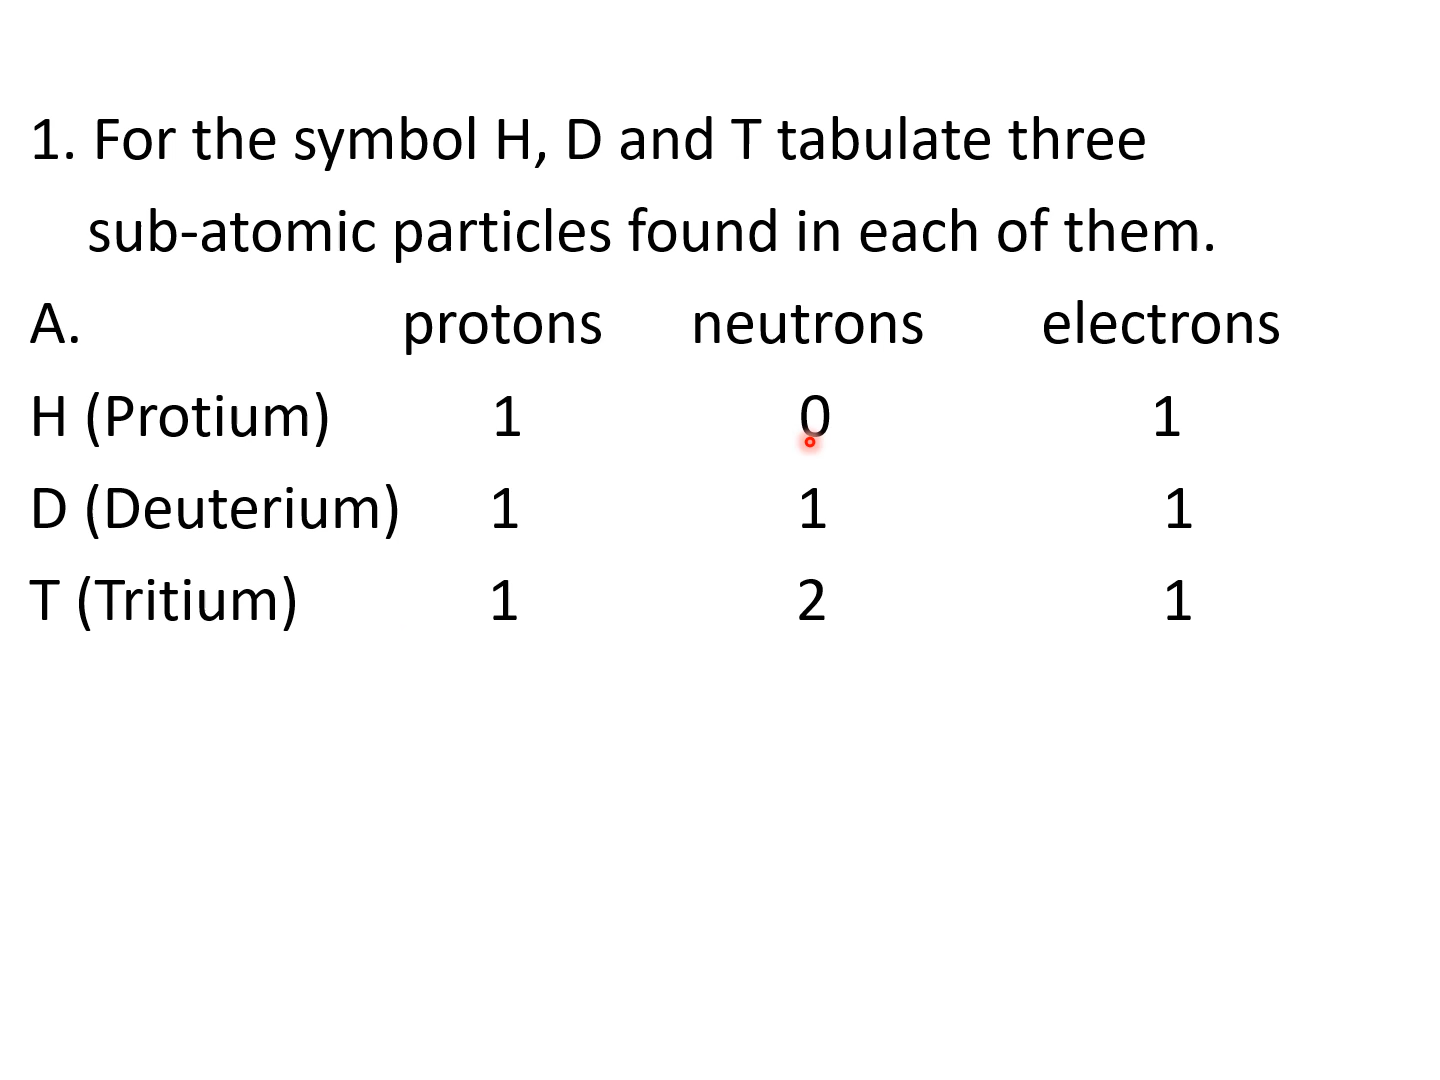 1. For the symbol H, D and T tabulate three
sub-atomic particles found in each of them.
A. protons neutrons electrons
H (Protium) 1 0 1
D (Deuterium) 1 1 1
T (Tritium) 1 2 1